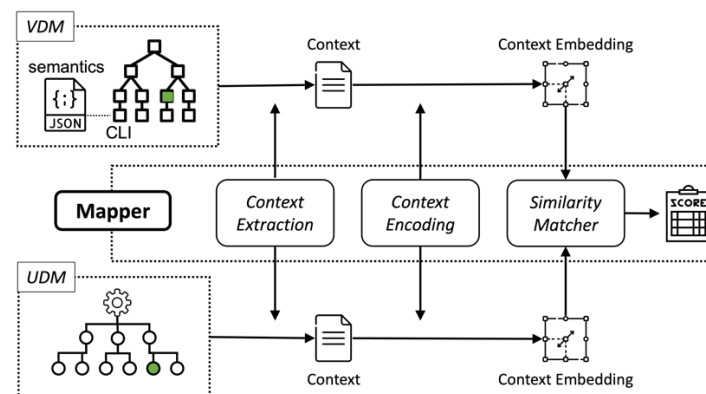 VDM
semantics
{;}
JSON
CLI
Context
Context Embedding
Mapper
Context
Extraction
Context
Encoding
Similarity
Matcher
SCORE
UDM
Context
Context Embedding